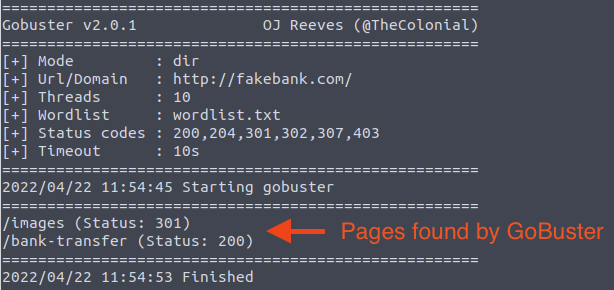 =====================================================
Gobuster v2.0.1              OJ Reeves (@TheColonial)
=====================================================
[+] Mode         : dir
[+] Url/Domain   : http://fakebank.com/
[+] Threads      : 10
[+] Wordlist     : wordlist.txt
[+] Status codes : 200,204,301,302,307,403
[+] Timeout      : 10s
=====================================================
2022/04/22 11:54:45 Starting gobuster
=====================================================
/images (Status: 301)
/bank-transfer (Status: 200)
Pages found by GoBuster
=====================================================
2022/04/22 11:54:53 Finished